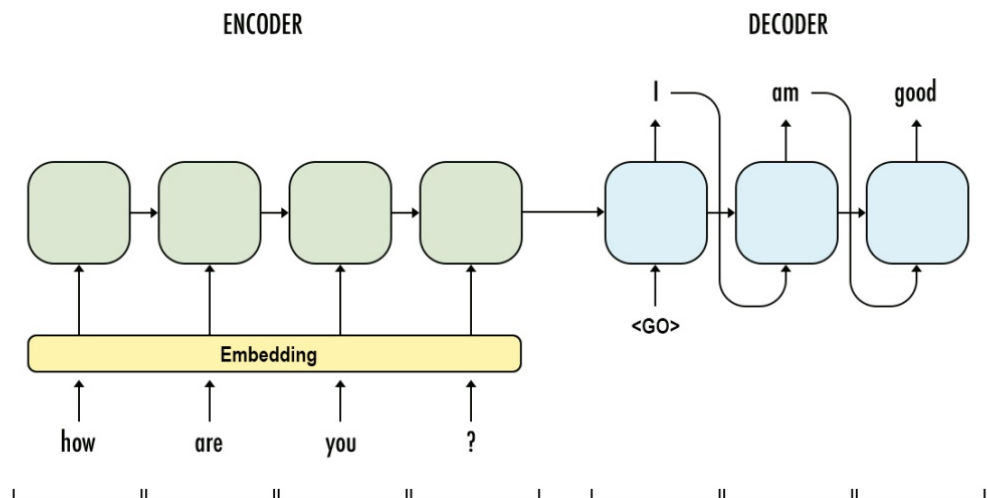 ENCODER DECODER
I am good
<GO>
Embedding
how are you ?